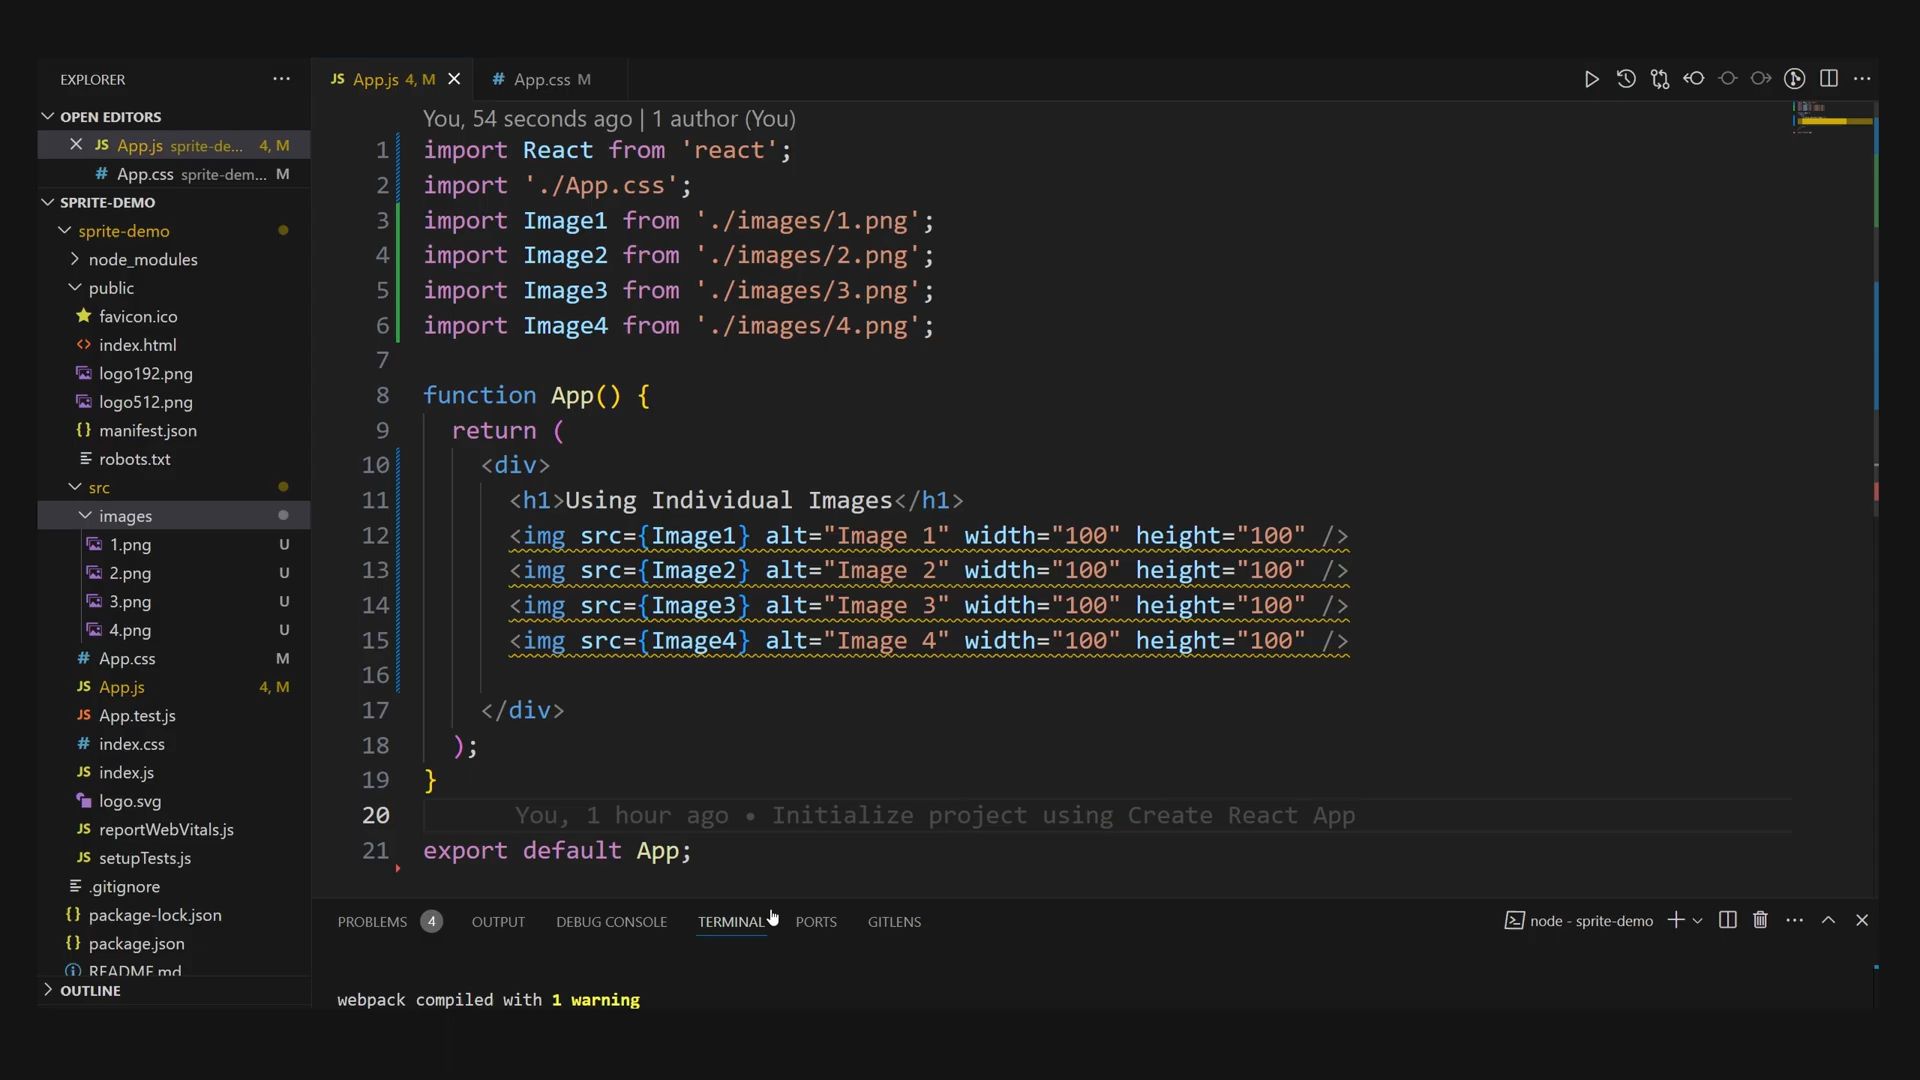 EXPLORER
OPEN EDITORS
JS App.js sprite-de... 4, M
# App.css sprite-dem... M
SPRITE-DEMO
sprite-demo
node_modules
public
favicon.ico
<> index.html
logo192.png
logo512.png
{} manifest.json
robots.txt
src
images
1.png U
2.png U
3.png U
4.png U
# App.css M
JS App.js 4, M
JS App.test.js
# index.css
JS index.js
logo.svg
JS reportWebVitals.js
JS setupTests.js
.gitignore
{} package-lock.json
{} package.json
README.md
OUTLINE
JS App.js 4, M
# App.css M
You, 54 seconds ago | 1 author (You)
1 import React from 'react';
2 import './App.css';
3 import Image1 from './images/1.png';
4 import Image2 from './images/2.png';
5 import Image3 from './images/3.png';
6 import Image4 from './images/4.png';
7
8 function App() {
9 return (
10 <div>
11 <h1>Using Individual Images</h1>
12 <img src={Image1} alt="Image 1" width="100" height="100" />
13 <img src={Image2} alt="Image 2" width="100" height="100" />
14 <img src={Image3} alt="Image 3" width="100" height="100" />
15 <img src={Image4} alt="Image 4" width="100" height="100" />
16
17 </div>
18 );
19 }
20 You, 1 hour ago • Initialize project using Create React App
21 export default App;
PROBLEMS 4 OUTPUT DEBUG CONSOLE TERMINAL PORTS GITLENS
node - sprite-demo
webpack compiled with 1 warning